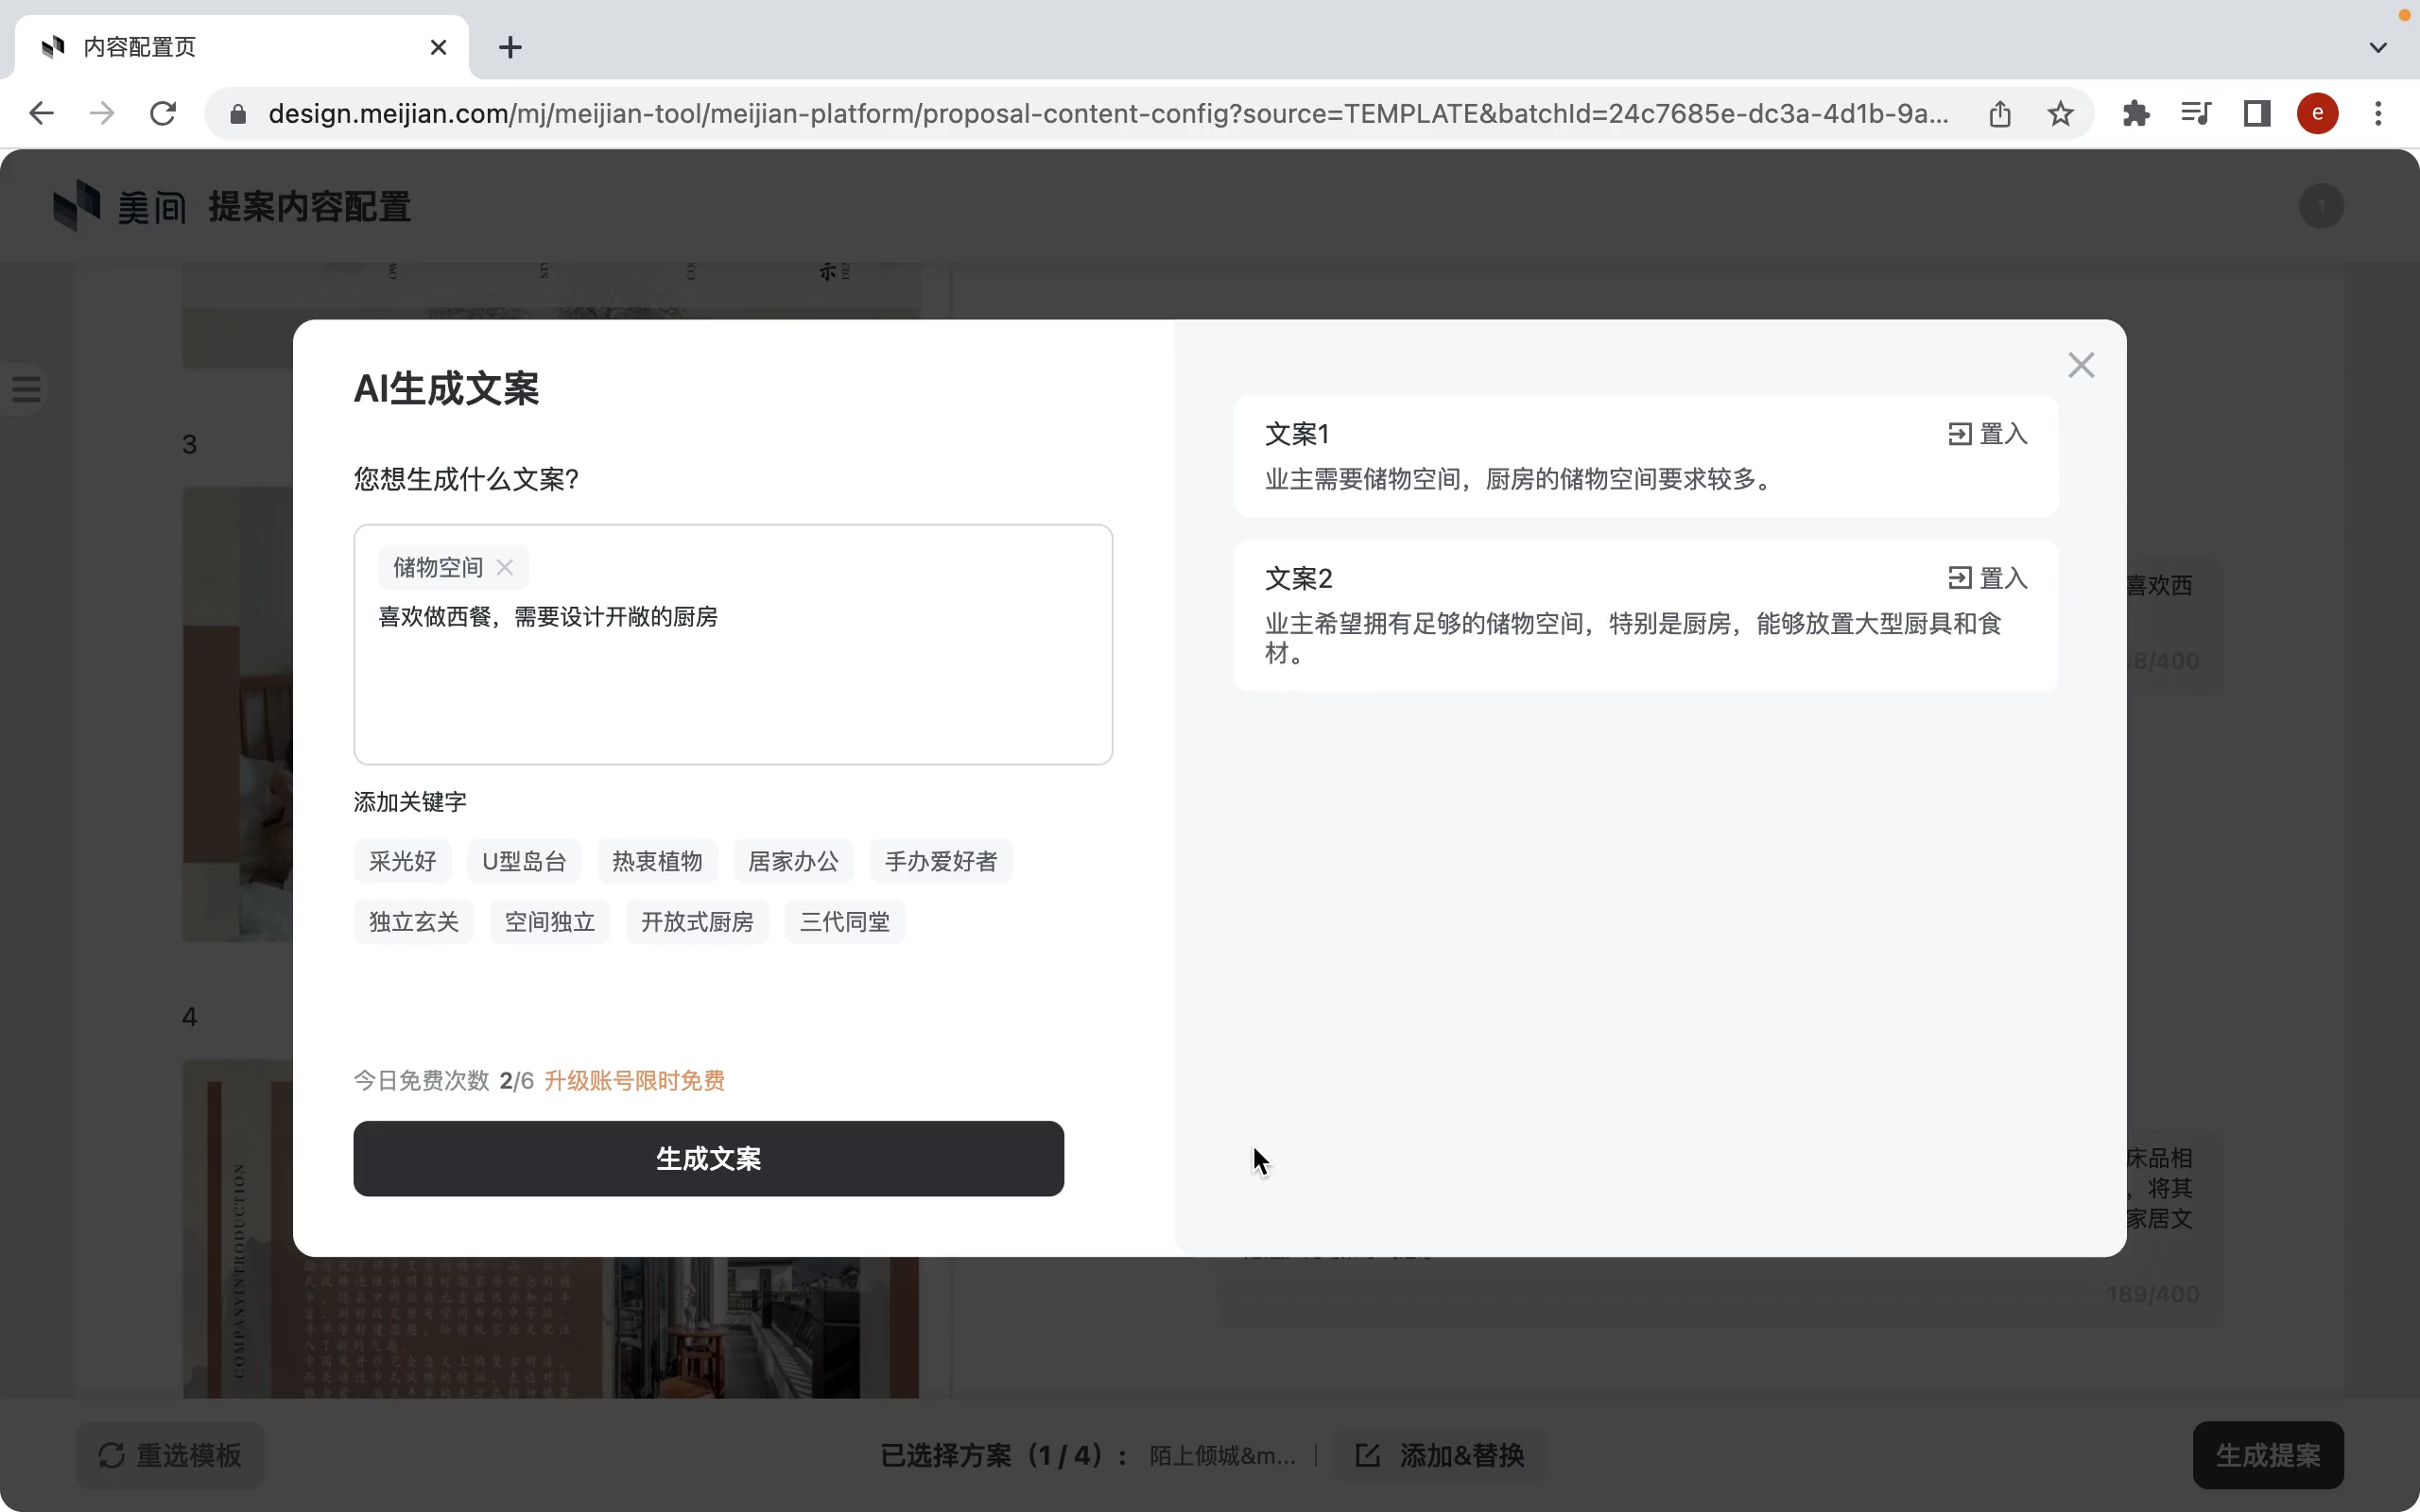 内容配置页
design.meijian.com/mj/meijian-tool/meijian-platform/proposal-content-config?source=TEMPLATE&batchId=24c7685e-dc3a-4d1b-9a...
e
美间 提案内容配置
1
示
3
AI生成文案
您想生成什么文案?
储物空间
喜欢做西餐，需要设计开敞的厨房
添加关键字
采光好 U型岛台 热衷植物 居家办公 手办爱好者
独立玄关 空间独立 开放式厨房 三代同堂
今日免费次数 2/6 升级账号限时免费
生成文案
文案1 置入
业主需要储物空间，厨房的储物空间要求较多。
文案2 置入
业主希望拥有足够的储物空间，特别是厨房，能够放置大型厨具和食
材。
喜欢西
8/400
4
床品相
，将其
家居文
189/400
COMPANYINTRODUCTION
重选模板
已选择方案（1 / 4）： 陌上倾城&m... 添加&替换
生成提案